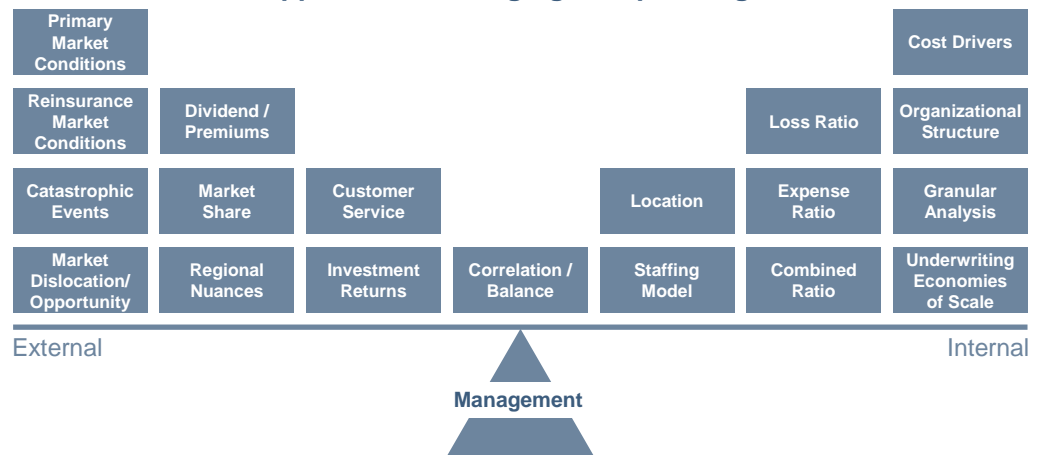 Primary
Market
Conditions
Cost Drivers
Reinsurance
Market
Conditions
Dividend /
Premiums
Loss Ratio
Organizational
Structure
Catastrophic
Events
Market
Share
Customer
Service
Location
Expense
Ratio
Granular
Analysis
Market
Dislocation/
Opportunity
Regional
Nuances
Investment
Returns
Correlation /
Balance
Staffing
Model
Combined
Ratio
Underwriting
Economies
of Scale
External
Internal
Management